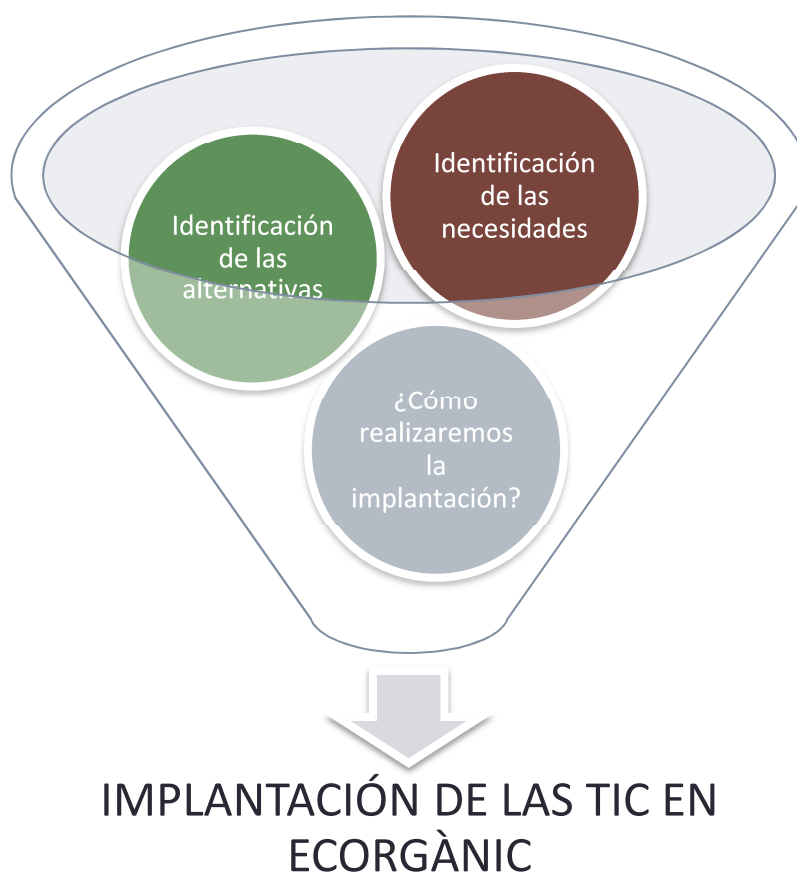 Identificación
de las
necesidades
Identificación
de las
alternativas
¿Cómo
realizaremos
la
implantación?
IMPLANTACIÓN DE LAS TIC EN
ECORGÀNIC